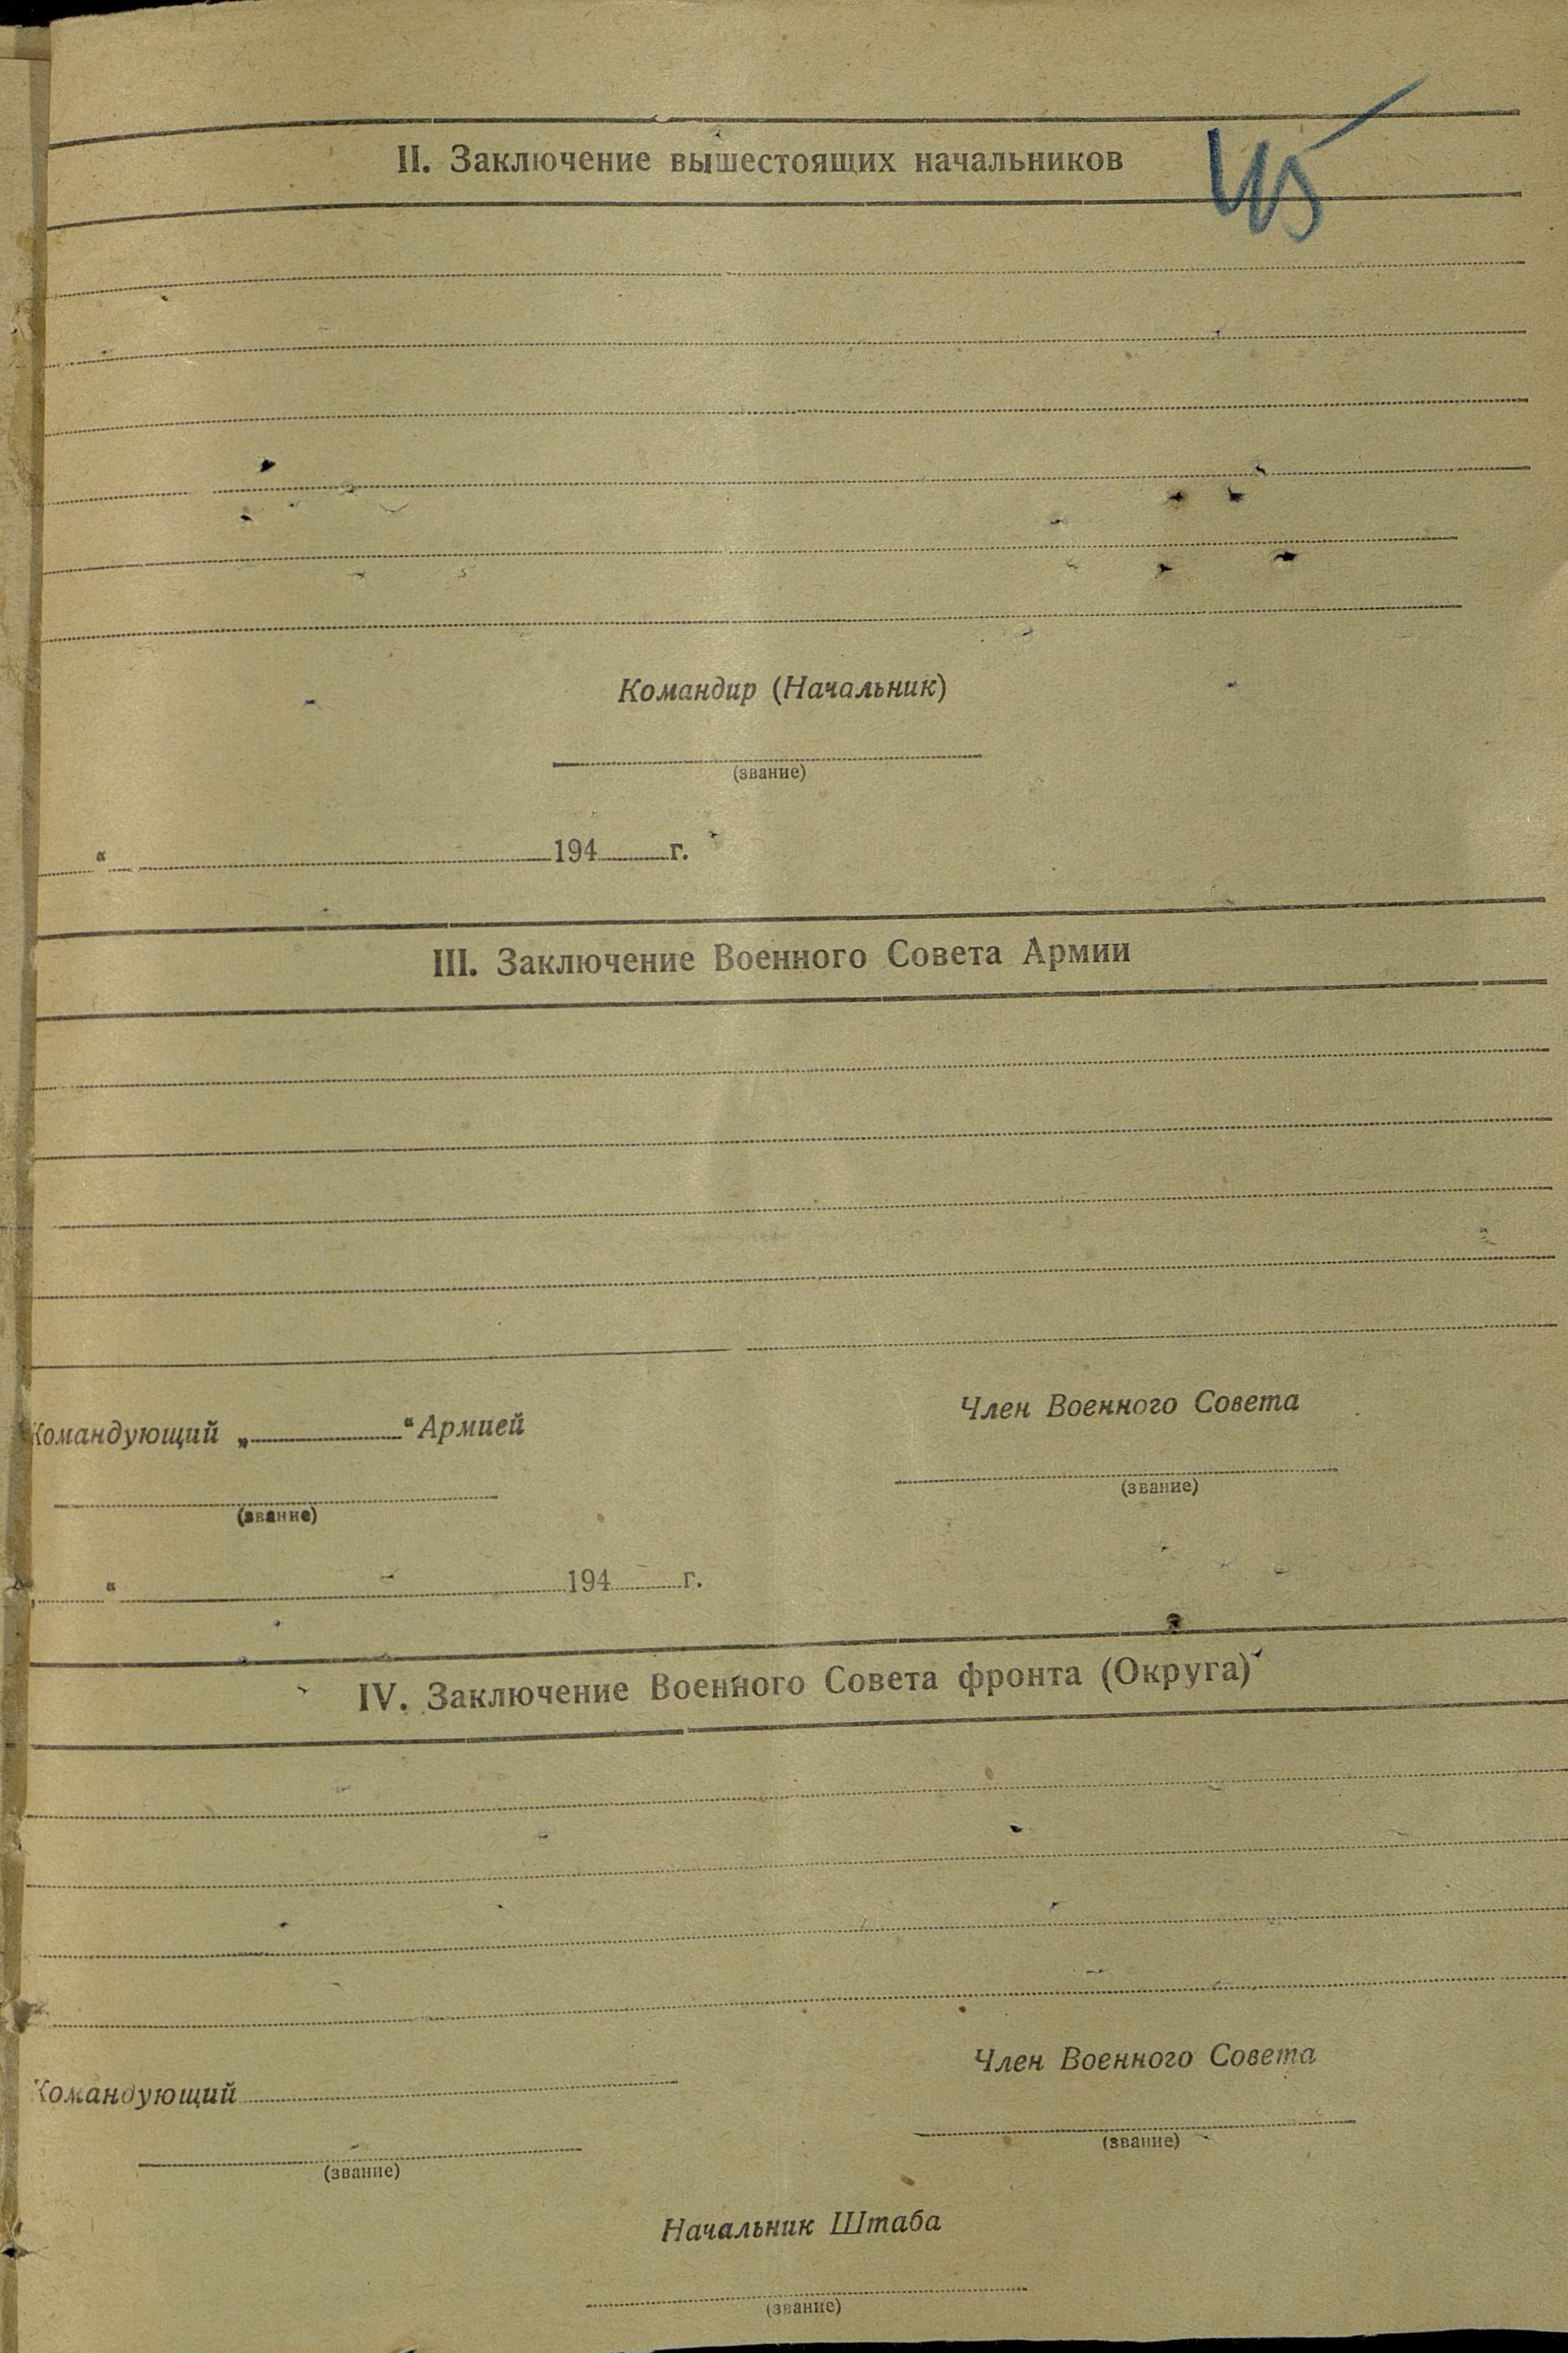 45
II. Заключение вышестоящих начальников
Командир (Начальник)
(звание)
“ 194 г.
III. Заключение Военного Совета Армии
Командующий „ “ Армией
Член Военного Совета
(звание)
(звание)
“ 194 г.
IV. Заключение Военного Совета фронта (Округа)
Командующий
Член Военного Совета
(звание)
(звание)
Начальник Штаба
(звание)